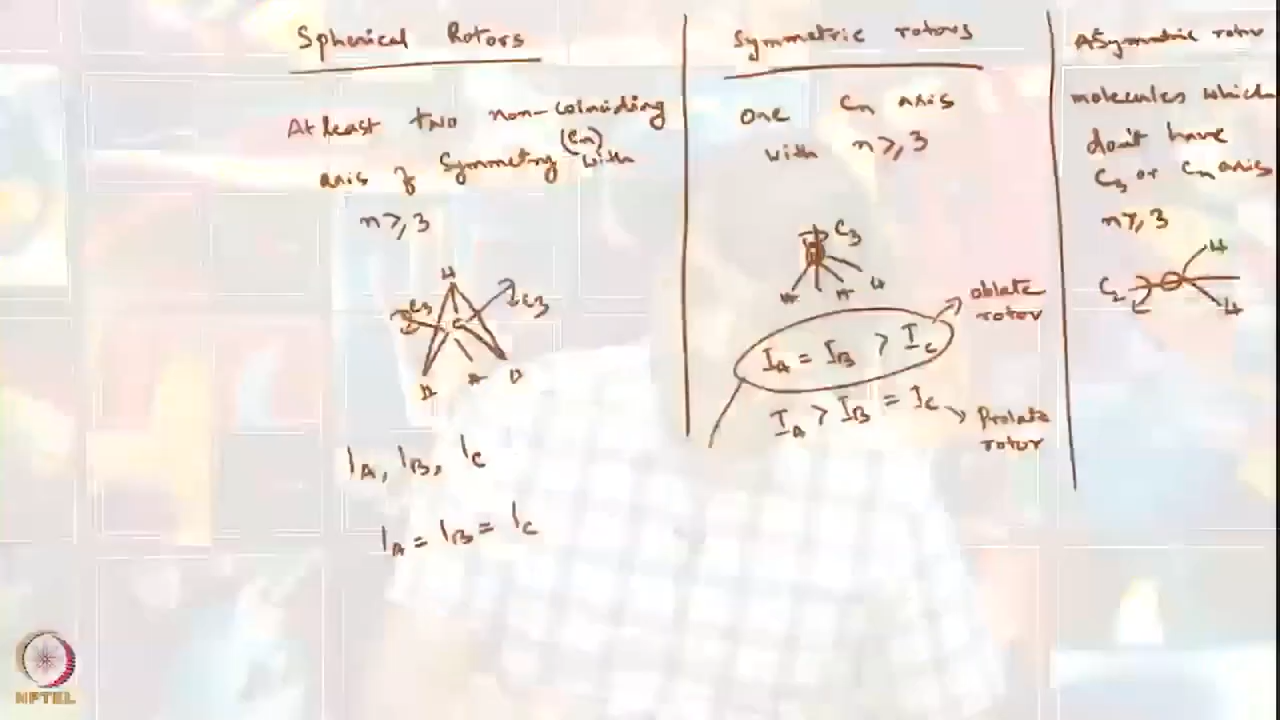 Spherical Rotors
At least two non-coinciding
axis of Symmetry (Cn) with
n ≥, 3
H
C3
C
C3
IA, IB, IC
IA = IB = IC
Symmetric rotors
one Cn axis
with n ≥, 3
C3
H
IA = IB > IC
oblate
rotor
IA > IB = IC
Prolate
rotor
ASymmetric rotor
molecules which
don't have
C3 or Cn axis
n ≥, 3
H
C2
H
NPTEL